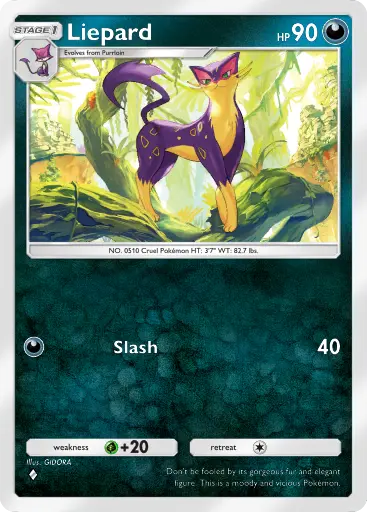 STAGE 1
Liepard
HP 90
Evolves from Purrloin
NO. 0510 Cruel Pokémon HT: 3'7" WT: 82.7 lbs.
Slash 40
weakness +20
retreat
Illus. GIDORA
Don't be fooled by its gorgeous fur and elegant
figure. This is a moody and vicious Pokémon.